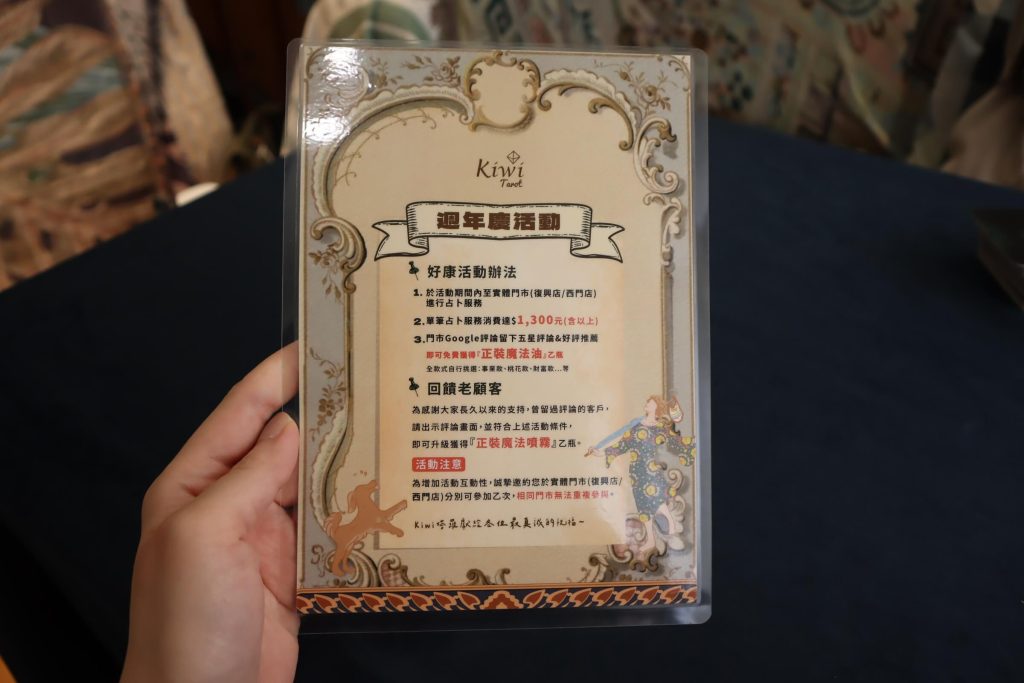 Kiwi
Tarot
週年慶活動
好康活動辦法
1. 於活動期間內至實體門市(復興店/西門店)
進行占卜服務
2. 單筆占卜服務消費達$1,300元(含以上)
3. 門市Google評論留下五星評論&好評推薦
即可免費獲得『正裝魔法油』乙瓶
全款式自行挑選：事業款、桃花款、財富款...等
回饋老顧客
為感謝大家長久以來的支持，曾留過評論的客戶，
請出示評論畫面，並符合上述活動條件，
即可升級獲得『正裝魔法噴霧』乙瓶。
活動注意
為增加活動互動性，誠摯邀約您於實體門市(復興店/
西門店)分別可參加乙次，相同門市無法重複參與。
Kiwi塔羅獻給各位最真誠的祝福~